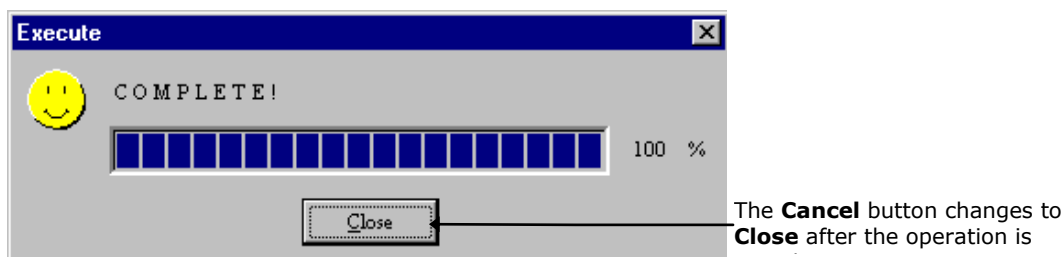 Execute
COMPLETE!
100 %
Close
The Cancel button changes to
Close after the operation is